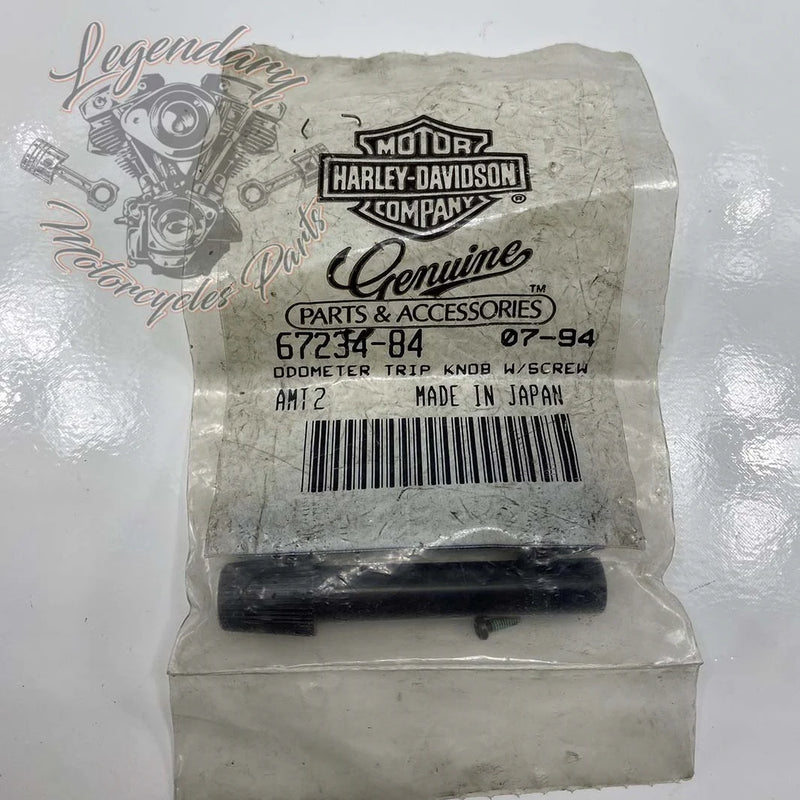 Legendary
Motorcycles Parts
MOTOR
HARLEY-DAVIDSON
®
COMPANY
Genuine
TM
PARTS & ACCESSORIES
67234-84 07-94
ODOMETER TRIP KNOB W/SCREW
AMT2 MADE IN JAPAN